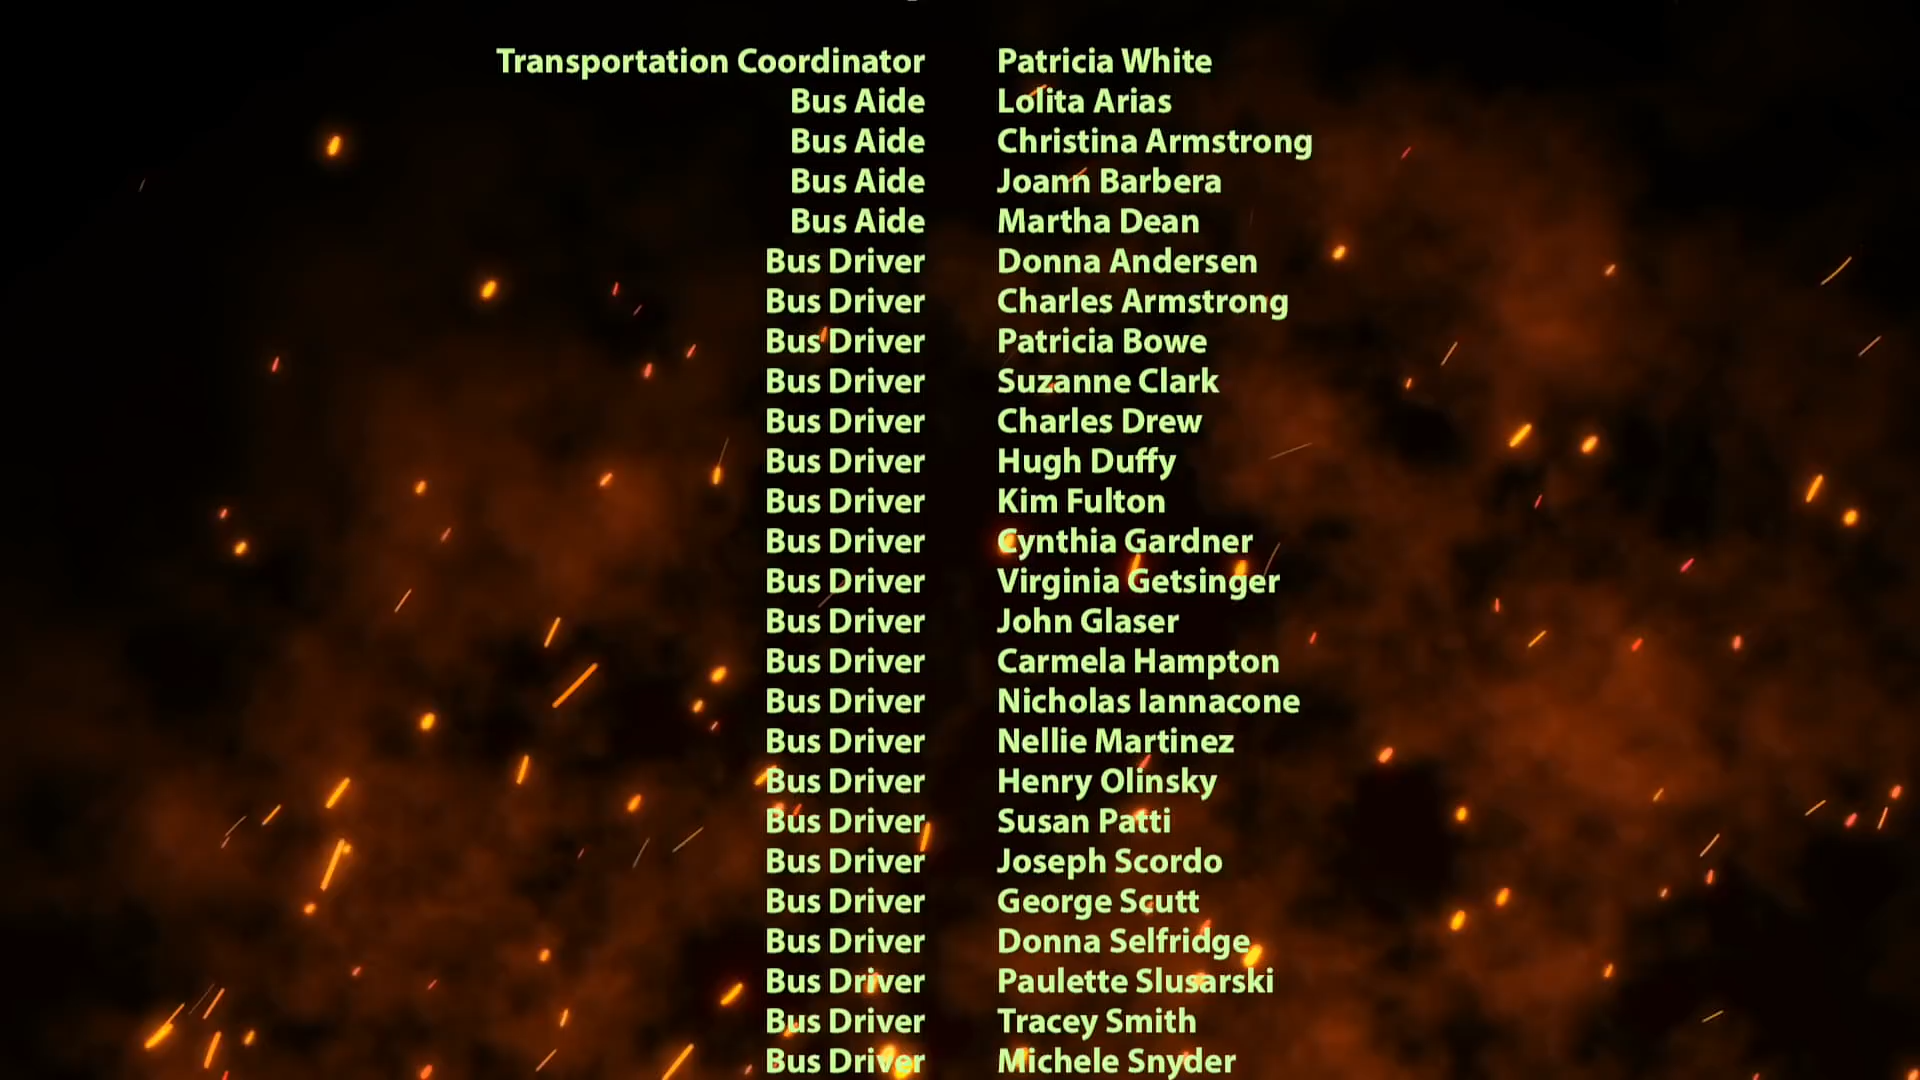 Transportation Coordinator Patricia White
Bus Aide Lolita Arias
Bus Aide Christina Armstrong
Bus Aide Joann Barbera
Bus Aide Martha Dean
Bus Driver Donna Andersen
Bus Driver Charles Armstrong
Bus Driver Patricia Bowe
Bus Driver Suzanne Clark
Bus Driver Charles Drew
Bus Driver Hugh Duffy
Bus Driver Kim Fulton
Bus Driver Cynthia Gardner
Bus Driver Virginia Getsinger
Bus Driver John Glaser
Bus Driver Carmela Hampton
Bus Driver Nicholas Iannacone
Bus Driver Nellie Martinez
Bus Driver Henry Olinsky
Bus Driver Susan Patti
Bus Driver Joseph Scordo
Bus Driver George Scutt
Bus Driver Donna Selfridge
Bus Driver Paulette Slusarski
Bus Driver Tracey Smith
Bus Driver Michele Snyder